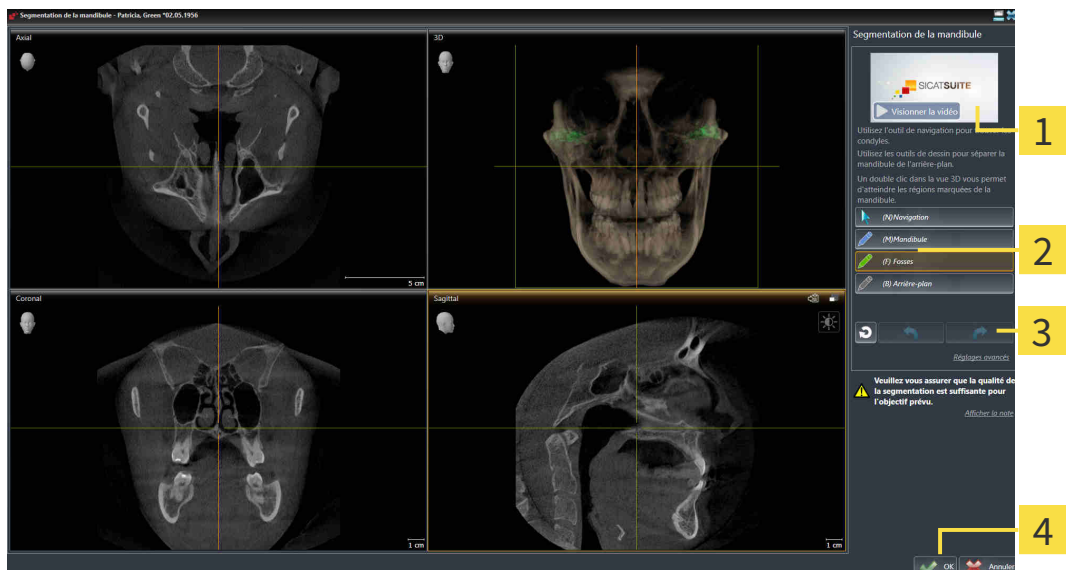 Segmentation de la mandibule - Patricia, Green *02.05.1956
Axial
5 cm
3D
Coronal
1 cm
Sagittal
1 cm
Segmentation de la mandibule
SICATSUITE
Visionner la vidéo
Utilisez l'outil de navigation pour les
condyles.
Utilisez les outils de dessin pour séparer la
mandibule de l'arrière-plan.
Un double clic dans la vue 3D vous permet
d'atteindre les régions marquées de la
mandibule.
(N)Navigation
(M)Mandibule
(F) Fosses
(B) Arrière-plan
Réglages avancés
Veuillez vous assurer que la qualité de
la segmentation est suffisante pour
l'objectif prévu.
Afficher la note
OK
Annuler
1
2
3
4